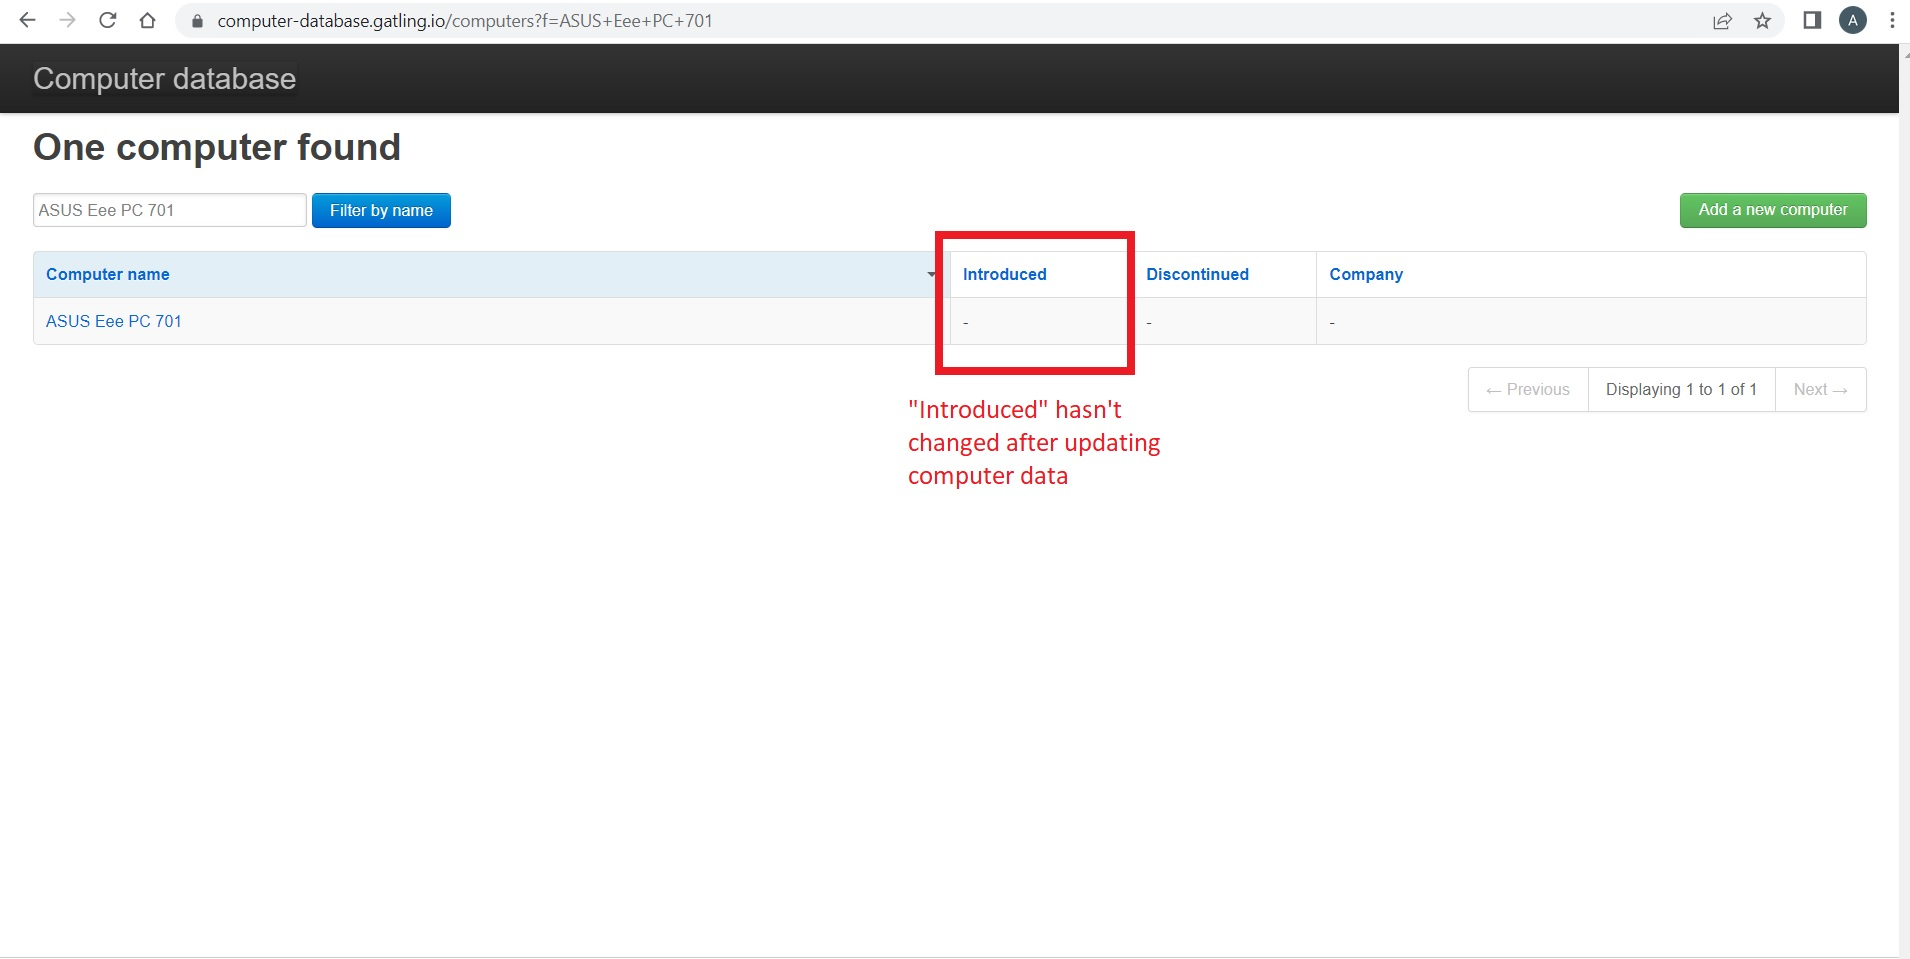 computer-database.gatling.io/computers?f=ASUS+Eee+PC+701
A
Computer database
One computer found
ASUS Eee PC 701 Filter by name Add a new computer
Computer name Introduced Discontinued Company
ASUS Eee PC 701 - - -
← Previous Displaying 1 to 1 of 1 Next →
"Introduced" hasn't
changed after updating
computer data